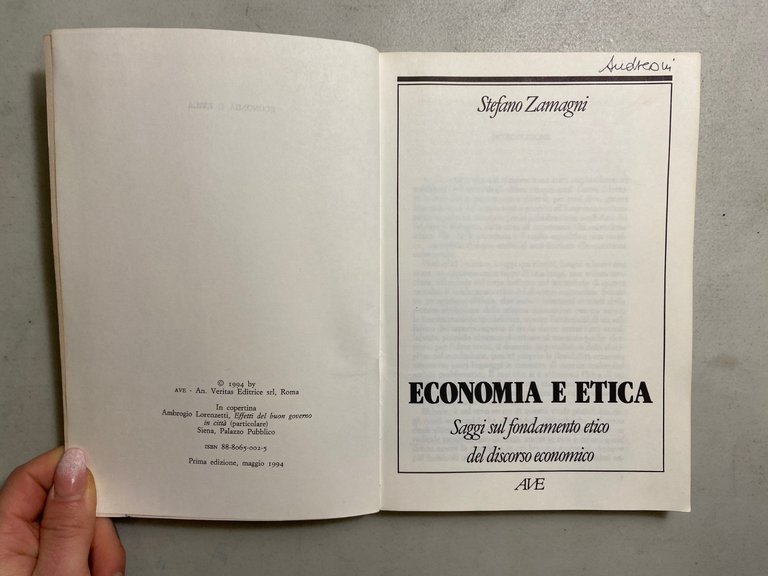 © 1994 by
AVE - An. Veritas Editrice srl, Roma
In copertina
Ambrogio Lorenzetti, Effetti del buon governo
in città (particolare)
Siena, Palazzo Pubblico
ISBN 88-8065-002-5
Prima edizione, maggio 1994
Andreoni
Stefano Zamagni
ECONOMIA E ETICA
Saggi sul fondamento etico
del discorso economico
AVE